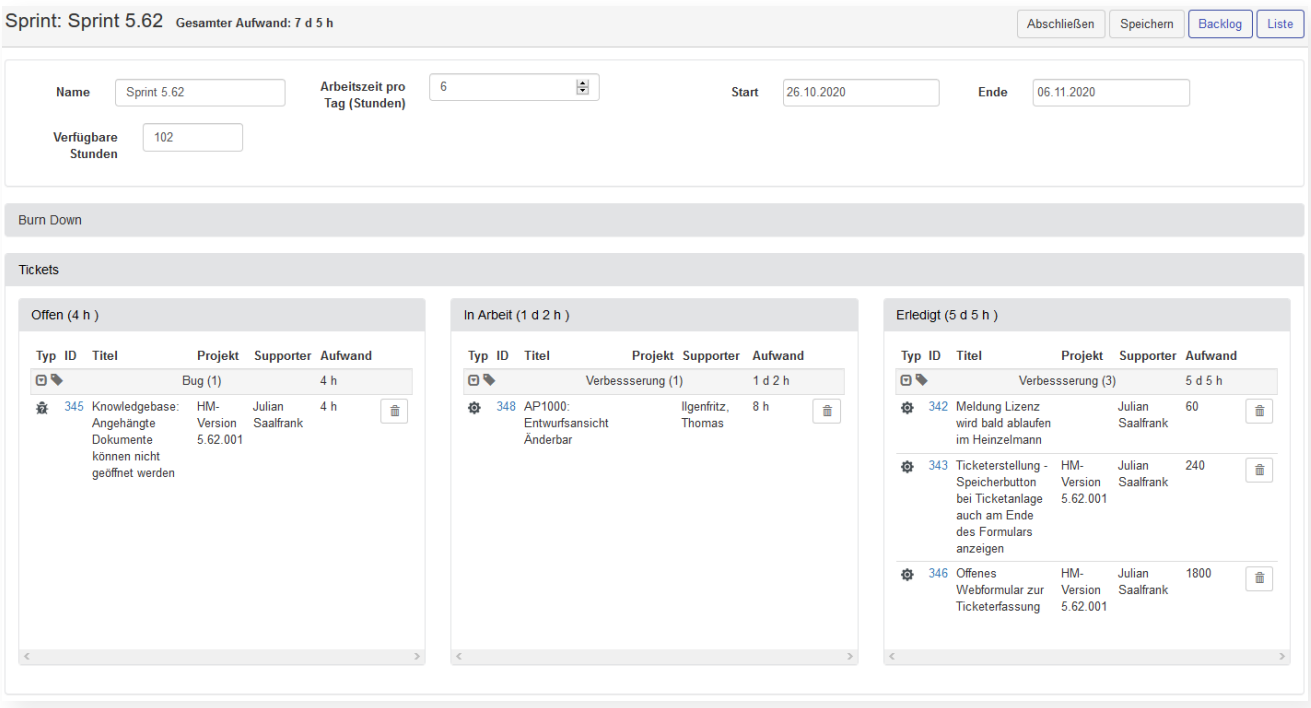 Sprint: Sprint 5.62 Gesamter Aufwand: 7 d 5 h
Abschließen Speichern Backlog Liste
Name Sprint 5.62
Arbeitszeit pro
Tag (Stunden)
6
Start 26.10.2020
Ende 06.11.2020
Verfügbare
Stunden
102
Burn Down
Tickets
Offen (4 h )
Typ ID Titel Projekt Supporter Aufwand
Bug (1) 4 h
345 Knowledgebase: HM- Julian 4 h
Angehängte Version Saalfrank
Dokumente 5.62.001
können nicht
geöffnet werden
In Arbeit (1 d 2 h )
Typ ID Titel Projekt Supporter Aufwand
Verbessserung (1) 1 d 2 h
348 AP1000: Ilgenfritz, 8 h
Entwurfsansicht Thomas
Änderbar
Erledigt (5 d 5 h )
Typ ID Titel Projekt Supporter Aufwand
Verbessserung (3) 5 d 5 h
342 Meldung Lizenz Julian 60
wird bald ablaufen Saalfrank
im Heinzelmann
343 Ticketerstellung - HM- Julian 240
Speicherbutton Version Saalfrank
bei Ticketanlage 5.62.001
auch am Ende
des Formulars
anzeigen
346 Offenes HM- Julian 1800
Webformular zur Version Saalfrank
Ticketerfassung 5.62.001